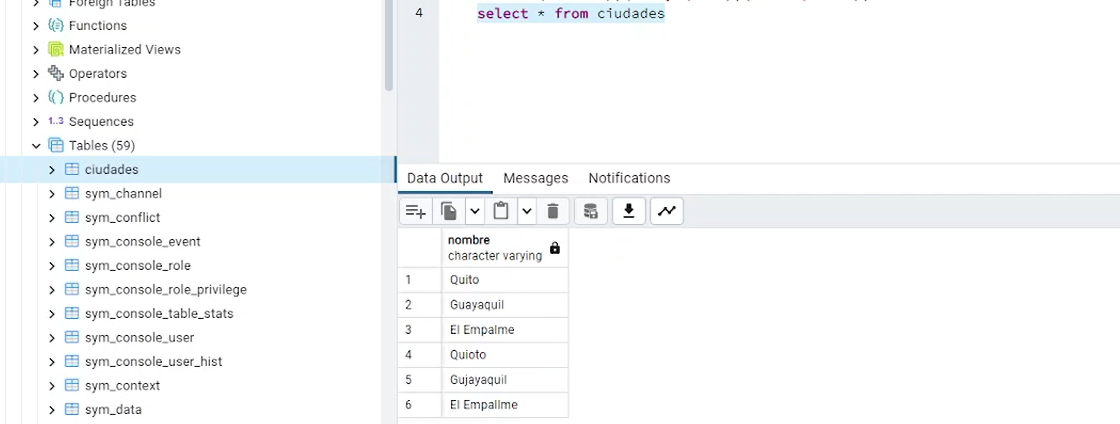 Foreign Tables
Functions
Materialized Views
Operators
Procedures
1..3 Sequences
Tables (59)
ciudades
sym_channel
sym_conflict
sym_console_event
sym_console_role
sym_console_role_privilege
sym_console_table_stats
sym_console_user
sym_console_user_hist
sym_context
sym_data
4 select * from ciudades
Data Output Messages Notifications
nombre
character varying
1 Quito
2 Guayaquil
3 El Empalme
4 Quioto
5 Gujayaquil
6 El Empallme